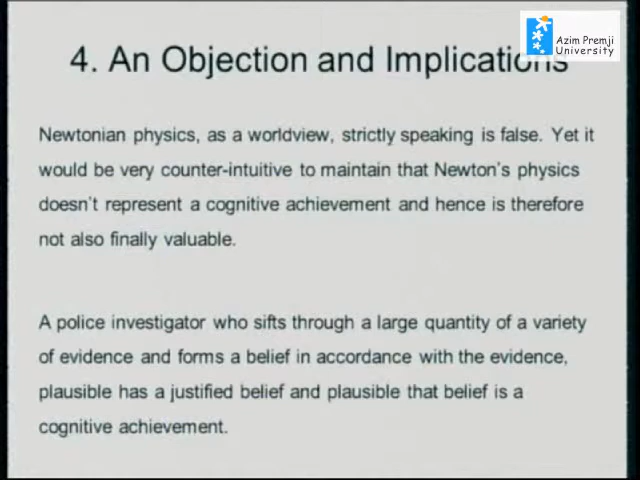 Azim Premji
University
4. An Objection and Implications
Newtonian physics, as a worldview, strictly speaking is false. Yet it
would be very counter-intuitive to maintain that Newton's physics
doesn't represent a cognitive achievement and hence is therefore
not also finally valuable.
A police investigator who sifts through a large quantity of a variety
of evidence and forms a belief in accordance with the evidence,
plausible has a justified belief and plausible that belief is a
cognitive achievement.